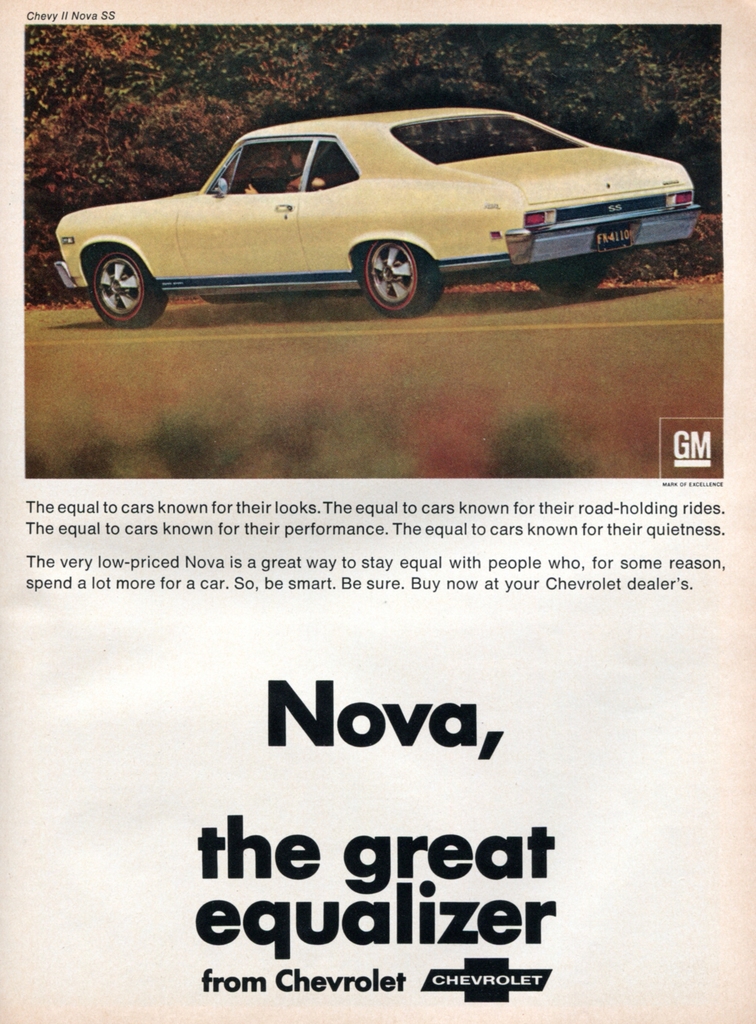 Chevy II Nova SS
SS
FN-4110
GM
MARK OF EXCELLENCE
The equal to cars known for their looks. The equal to cars known for their road-holding rides.
The equal to cars known for their performance. The equal to cars known for their quietness.
The very low-priced Nova is a great way to stay equal with people who, for some reason,
spend a lot more for a car. So, be smart. Be sure. Buy now at your Chevrolet dealer's.
Nova,
the great
equalizer
from Chevrolet CHEVROLET